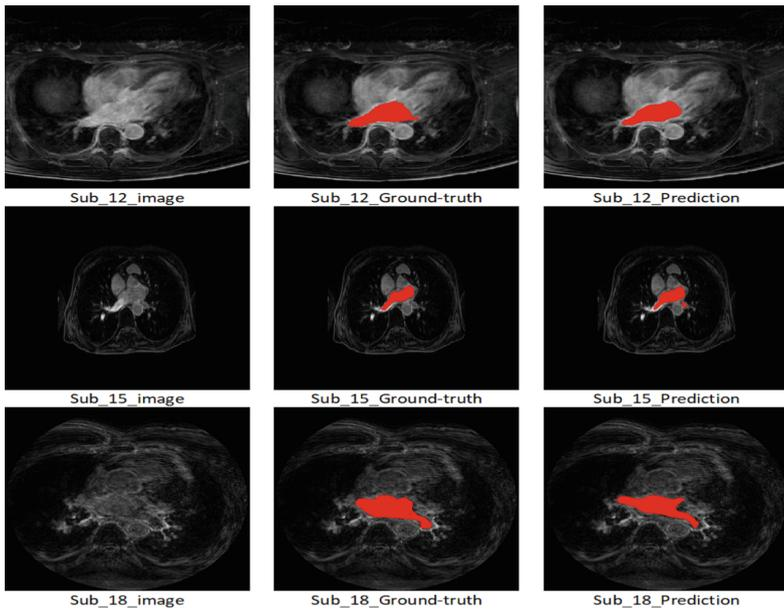 Sub_12_image
Sub_12_Ground-truth
Sub_12_Prediction
Sub_15_image
Sub_15_Ground-truth
Sub_15_Prediction
Sub_18_image
Sub_18_Ground-truth
Sub_18_Prediction